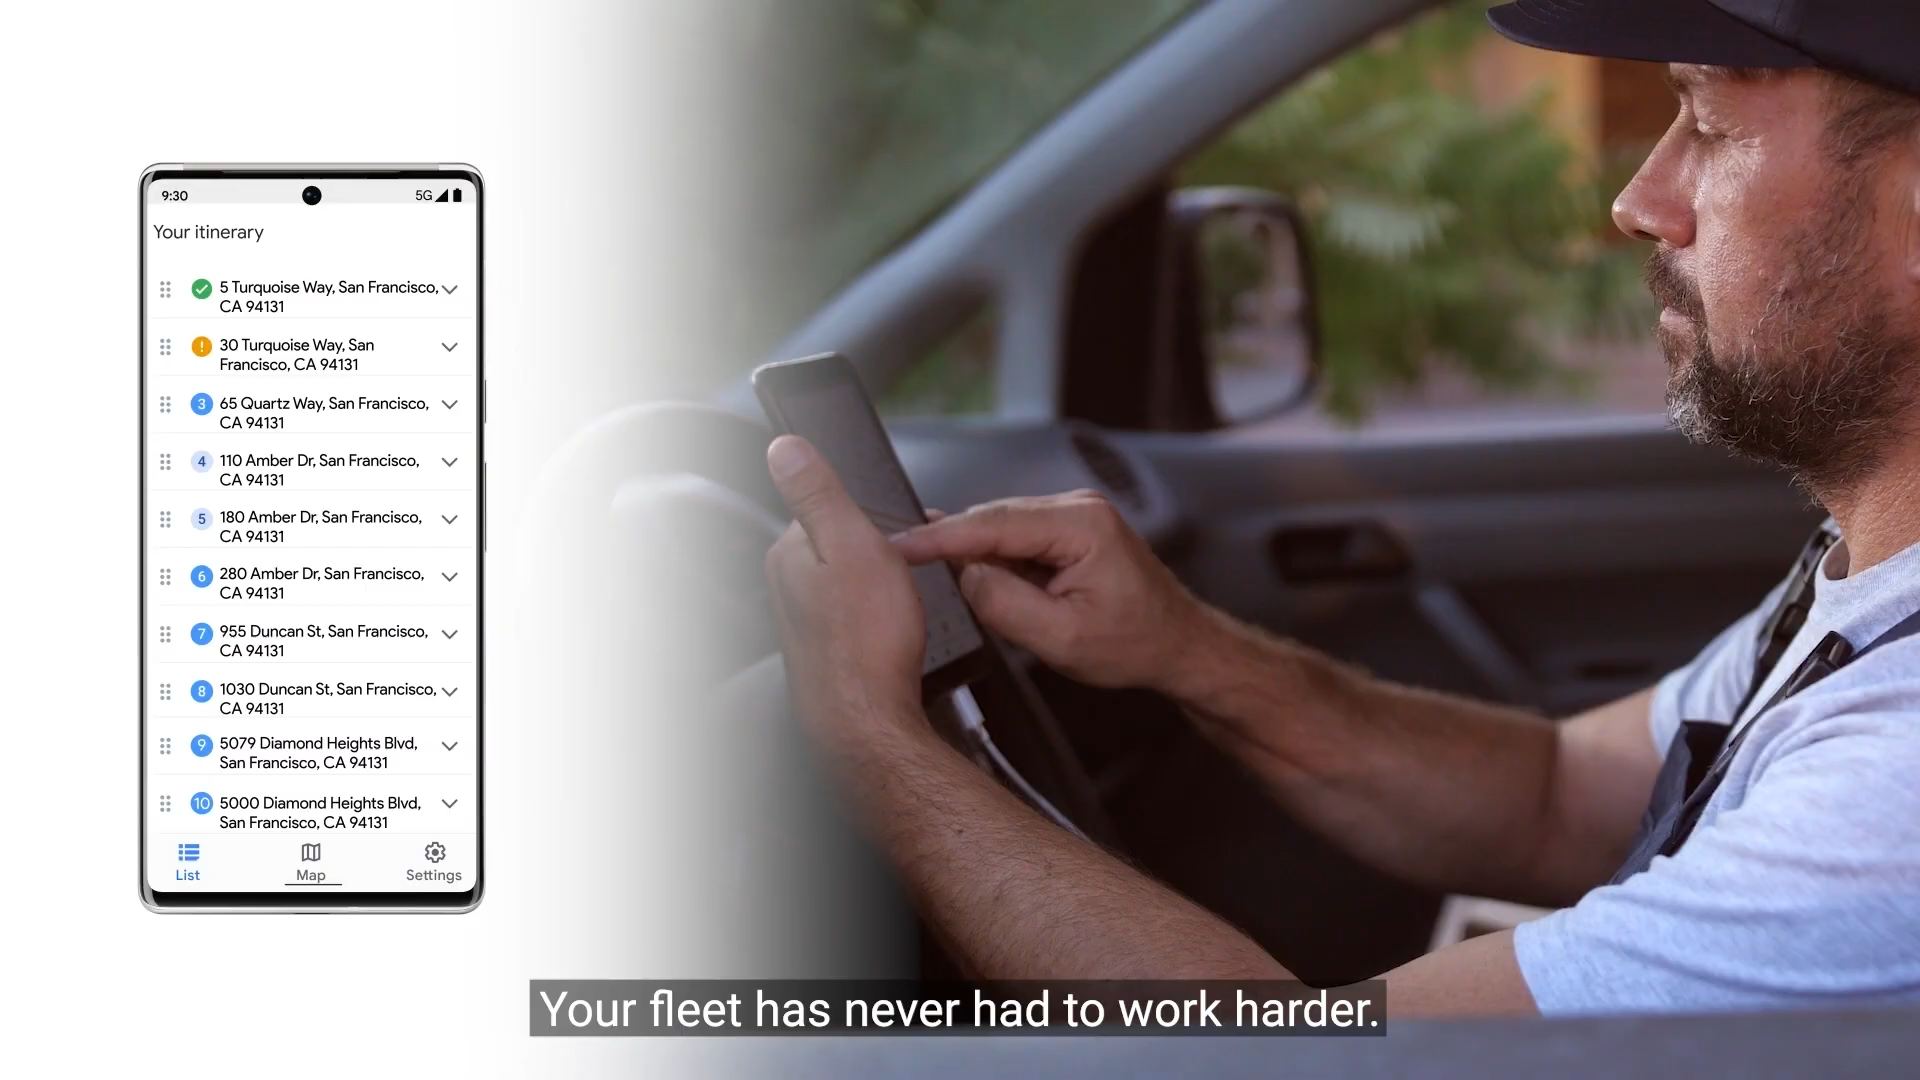 9:30
5G
Your itinerary
5 Turquoise Way, San Francisco,
CA 94131
!
30 Turquoise Way, San
Francisco, CA 94131
3
65 Quartz Way, San Francisco,
CA 94131
4
110 Amber Dr, San Francisco,
CA 94131
5
180 Amber Dr, San Francisco,
CA 94131
6
280 Amber Dr, San Francisco,
CA 94131
7
955 Duncan St, San Francisco,
CA 94131
8
1030 Duncan St, San Francisco,
CA 94131
9
5079 Diamond Heights Blvd,
San Francisco, CA 94131
10
5000 Diamond Heights Blvd,
San Francisco, CA 94131
List
Map
Settings
Your fleet has never had to work harder.